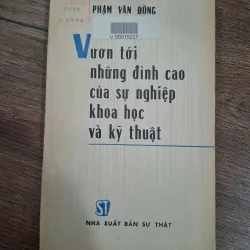 PHẠM VĂN ĐỒNG
V 00015227
Vươn tới
những đỉnh cao
của sự nghiệp
khoa học
và kỹ thuật
ST
NHÀ XUẤT BẢN SỰ THẬT